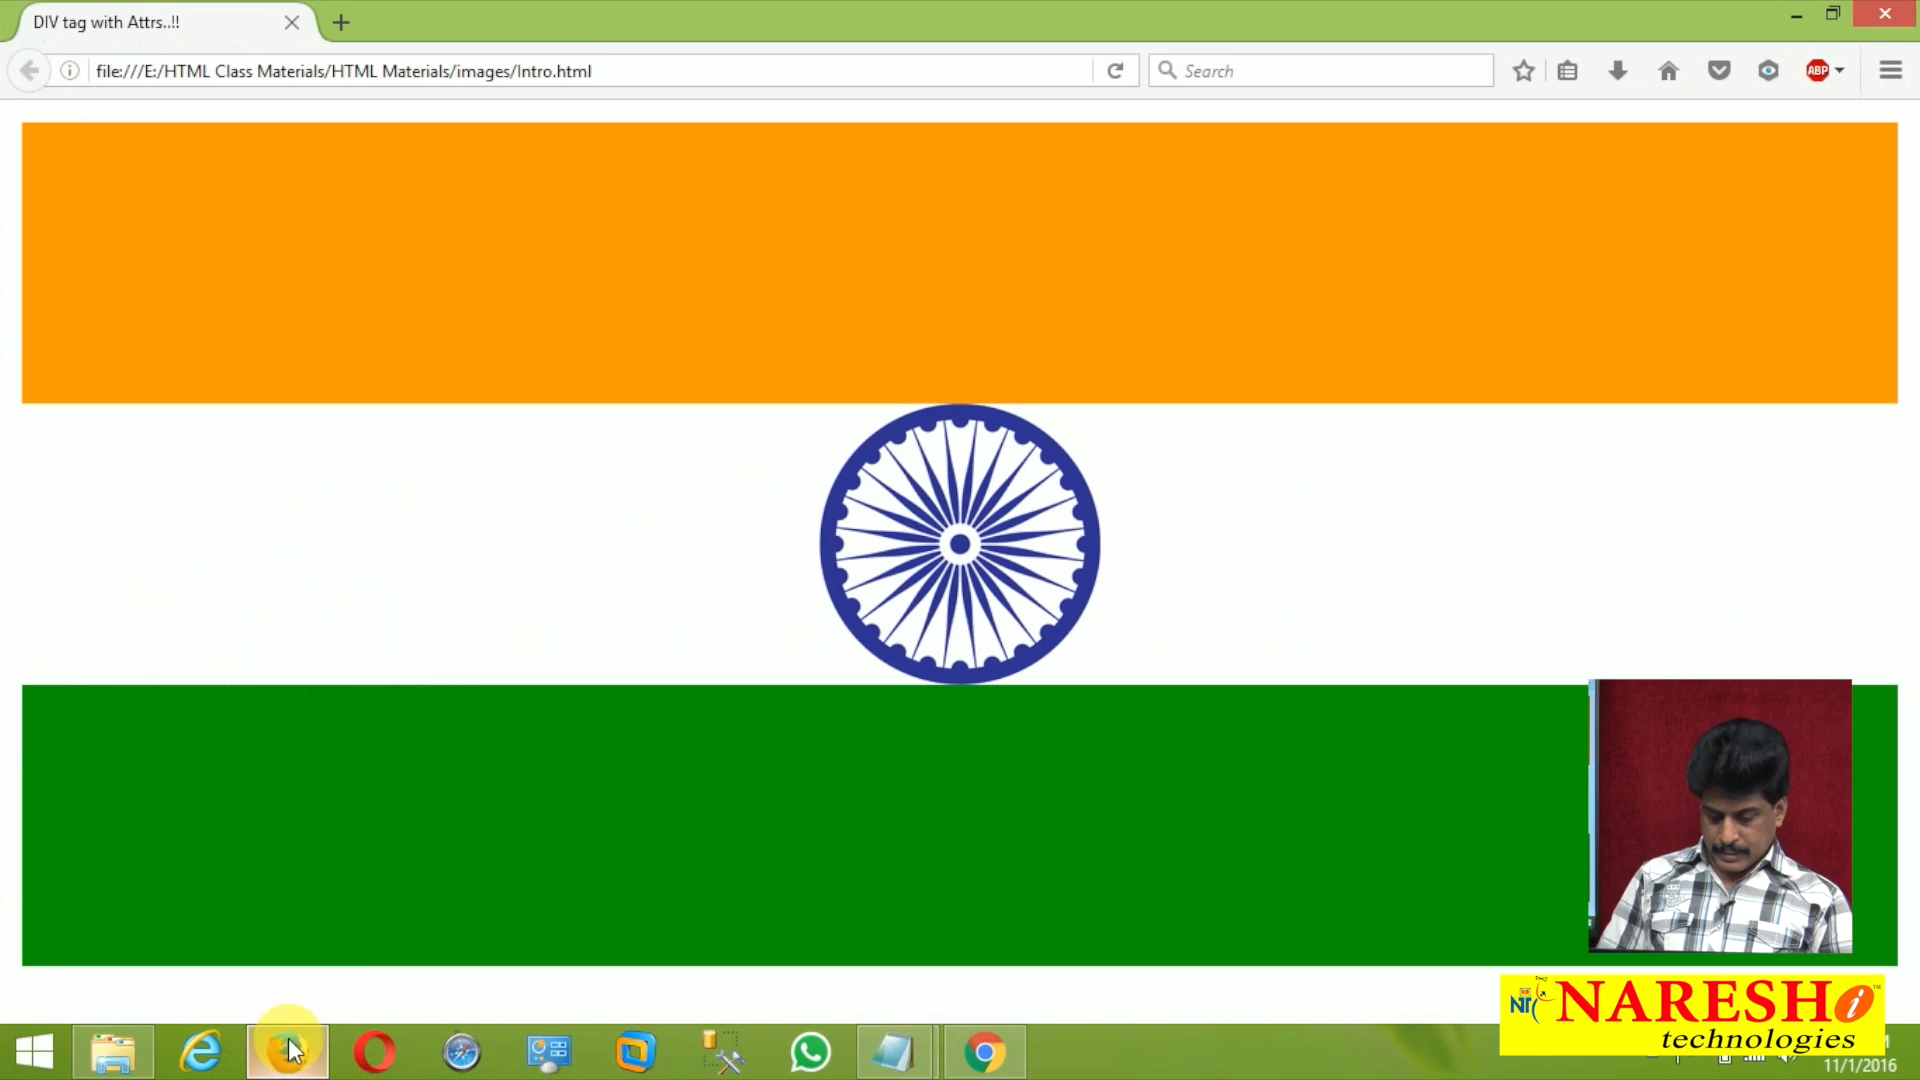 DIV tag with Attrs..!!
file:///E:/HTML Class Materials/HTML Materials/images/Intro.html
Search
ABP
NARESH i ™
technologies
11/1/2016